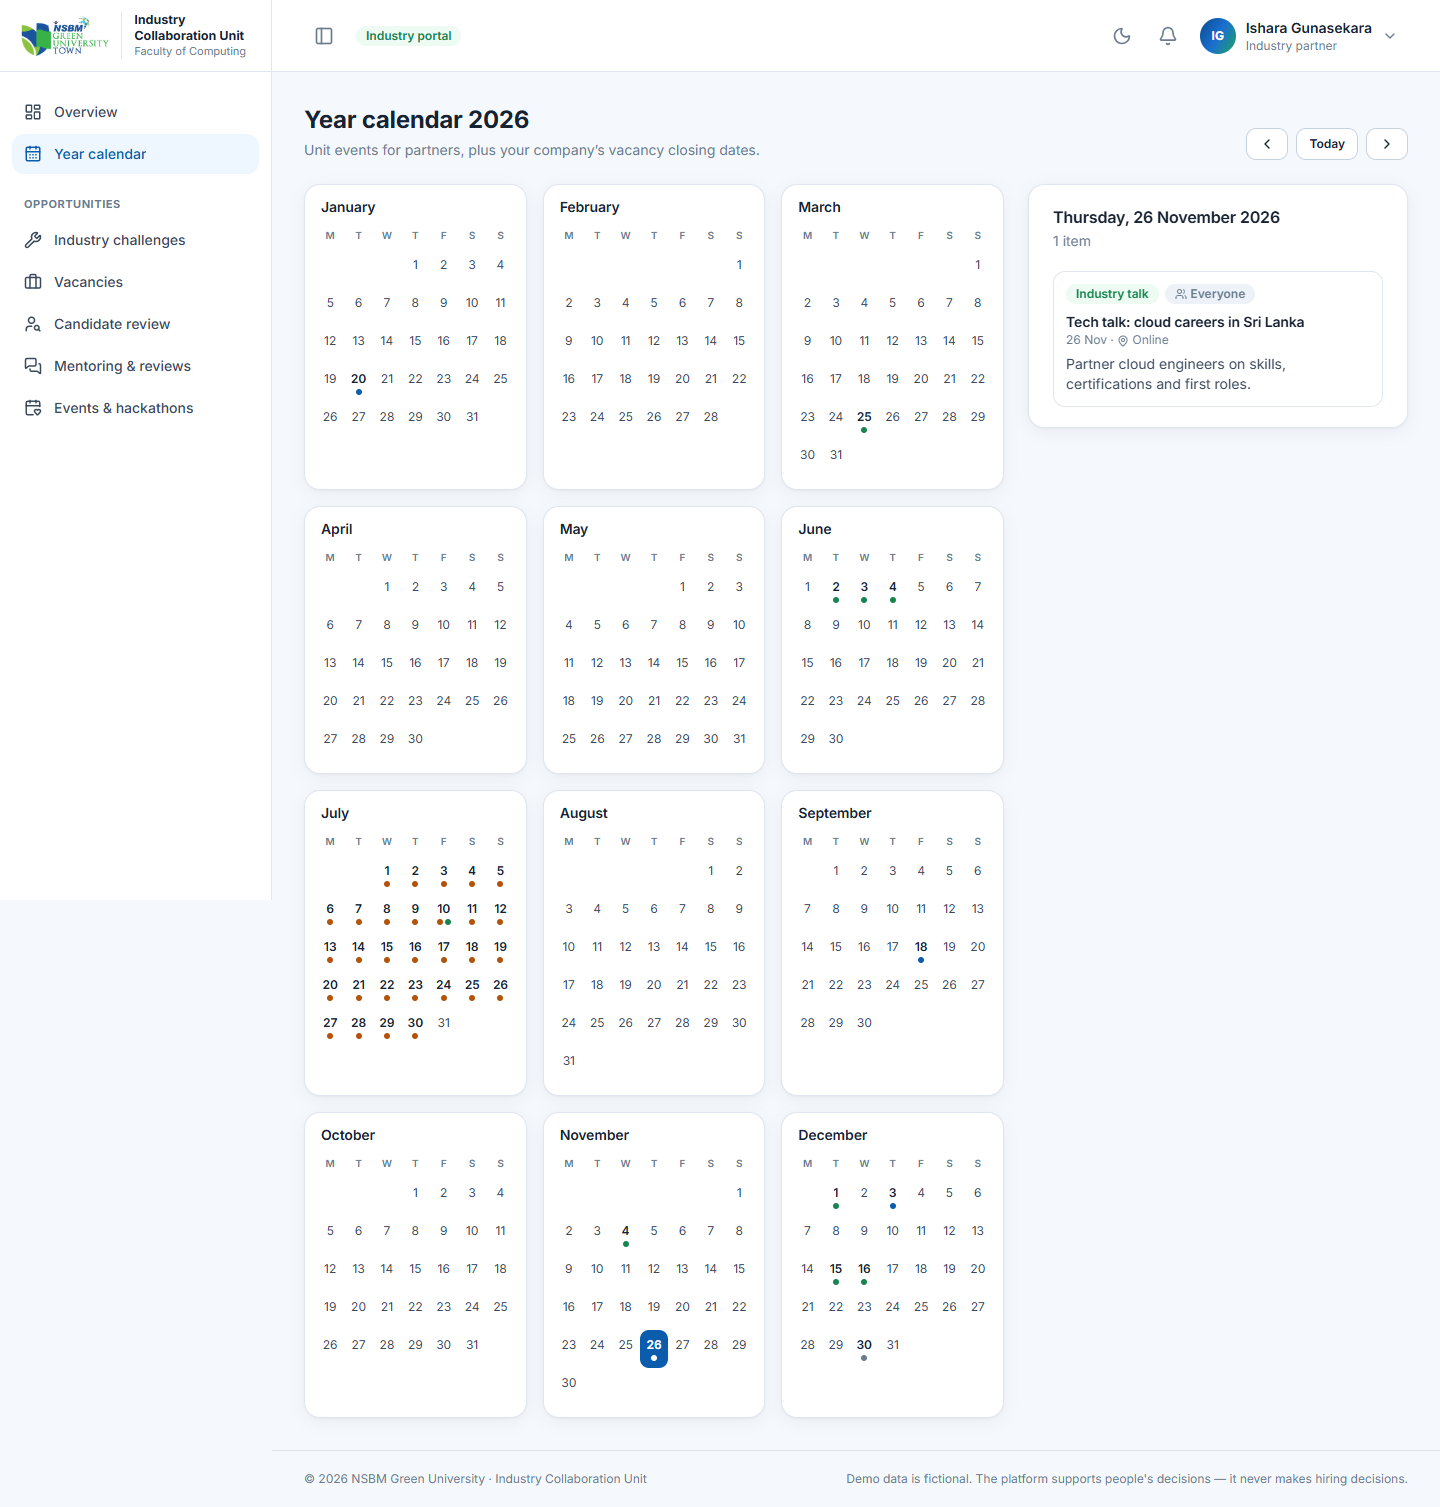 NSBM
GREEN
UNIVERSITY
TOWN
Industry
Collaboration Unit
Faculty of Computing
Industry portal
IG
Ishara Gunasekara
Industry partner
Overview
Year calendar
OPPORTUNITIES
Industry challenges
Vacancies
Candidate review
Mentoring & reviews
Events & hackathons
Year calendar 2026
Unit events for partners, plus your company's vacancy closing dates.
Today
January
M T W T F S S
1 2 3 4
5 6 7 8 9 10 11
12 13 14 15 16 17 18
19 20 21 22 23 24 25
26 27 28 29 30 31
February
M T W T F S S
1
2 3 4 5 6 7 8
9 10 11 12 13 14 15
16 17 18 19 20 21 22
23 24 25 26 27 28
March
M T W T F S S
1
2 3 4 5 6 7 8
9 10 11 12 13 14 15
16 17 18 19 20 21 22
23 24 25 26 27 28 29
30 31
Thursday, 26 November 2026
1 item
Industry talk Everyone
Tech talk: cloud careers in Sri Lanka
26 Nov · Online
Partner cloud engineers on skills,
certifications and first roles.
April
M T W T F S S
1 2 3 4 5
6 7 8 9 10 11 12
13 14 15 16 17 18 19
20 21 22 23 24 25 26
27 28 29 30
May
M T W T F S S
1 2 3
4 5 6 7 8 9 10
11 12 13 14 15 16 17
18 19 20 21 22 23 24
25 26 27 28 29 30 31
June
M T W T F S S
1 2 3 4 5 6 7
8 9 10 11 12 13 14
15 16 17 18 19 20 21
22 23 24 25 26 27 28
29 30
July
M T W T F S S
1 2 3 4 5
6 7 8 9 10 11 12
13 14 15 16 17 18 19
20 21 22 23 24 25 26
27 28 29 30 31
August
M T W T F S S
1 2
3 4 5 6 7 8 9
10 11 12 13 14 15 16
17 18 19 20 21 22 23
24 25 26 27 28 29 30
31
September
M T W T F S S
1 2 3 4 5 6
7 8 9 10 11 12 13
14 15 16 17 18 19 20
21 22 23 24 25 26 27
28 29 30
October
M T W T F S S
1 2 3 4
5 6 7 8 9 10 11
12 13 14 15 16 17 18
19 20 21 22 23 24 25
26 27 28 29 30 31
November
M T W T F S S
1
2 3 4 5 6 7 8
9 10 11 12 13 14 15
16 17 18 19 20 21 22
23 24 25 26 27 28 29
30
December
M T W T F S S
1 2 3 4 5 6
7 8 9 10 11 12 13
14 15 16 17 18 19 20
21 22 23 24 25 26 27
28 29 30 31
© 2026 NSBM Green University · Industry Collaboration Unit
Demo data is fictional. The platform supports people's decisions — it never makes hiring decisions.